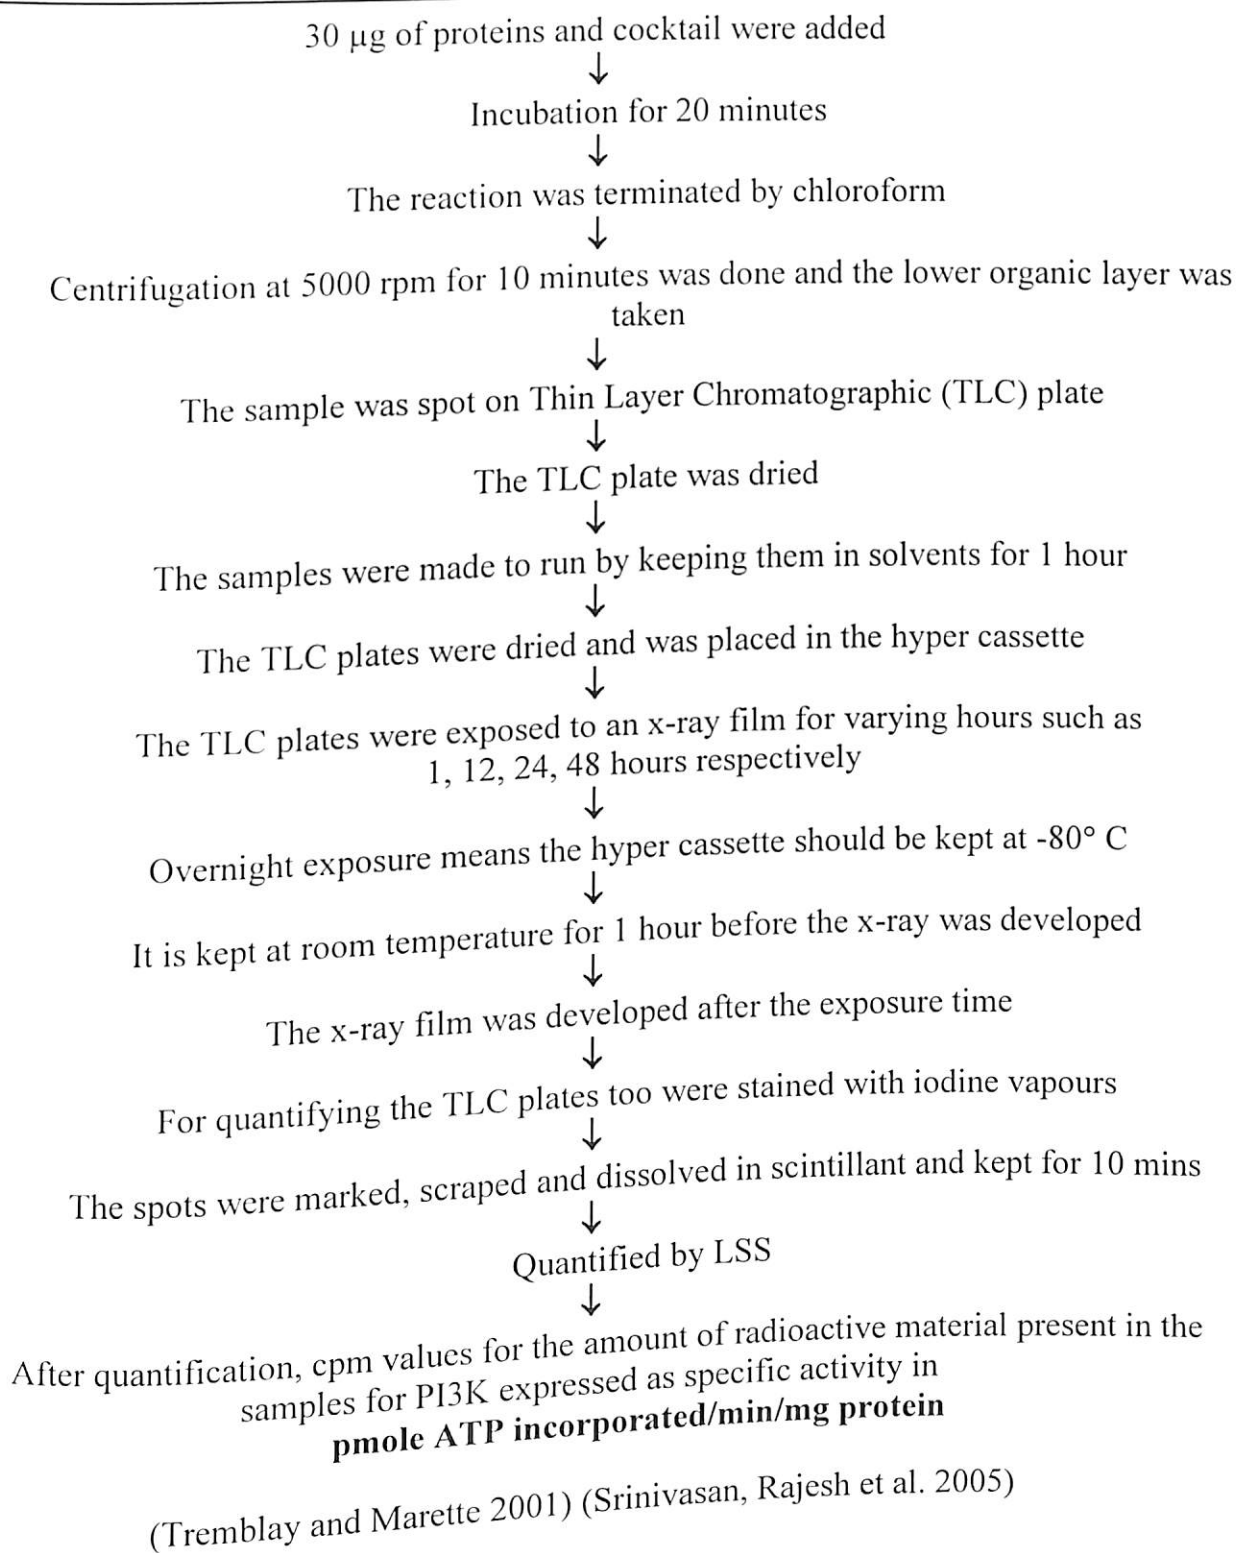 30 µg of proteins and cocktail were added
↓
Incubation for 20 minutes
↓
The reaction was terminated by chloroform
↓
Centrifugation at 5000 rpm for 10 minutes was done and the lower organic layer was
taken
↓
The sample was spot on Thin Layer Chromatographic (TLC) plate
↓
The TLC plate was dried
↓
The samples were made to run by keeping them in solvents for 1 hour
↓
The TLC plates were dried and was placed in the hyper cassette
↓
The TLC plates were exposed to an x-ray film for varying hours such as
1, 12, 24, 48 hours respectively
↓
Overnight exposure means the hyper cassette should be kept at -80° C
↓
It is kept at room temperature for 1 hour before the x-ray was developed
↓
The x-ray film was developed after the exposure time
↓
For quantifying the TLC plates too were stained with iodine vapours
↓
The spots were marked, scraped and dissolved in scintillant and kept for 10 mins
↓
Quantified by LSS
↓
After quantification, cpm values for the amount of radioactive material present in the
samples for PI3K expressed as specific activity in
pmole ATP incorporated/min/mg protein
(Tremblay and Marette 2001) (Srinivasan, Rajesh et al. 2005)